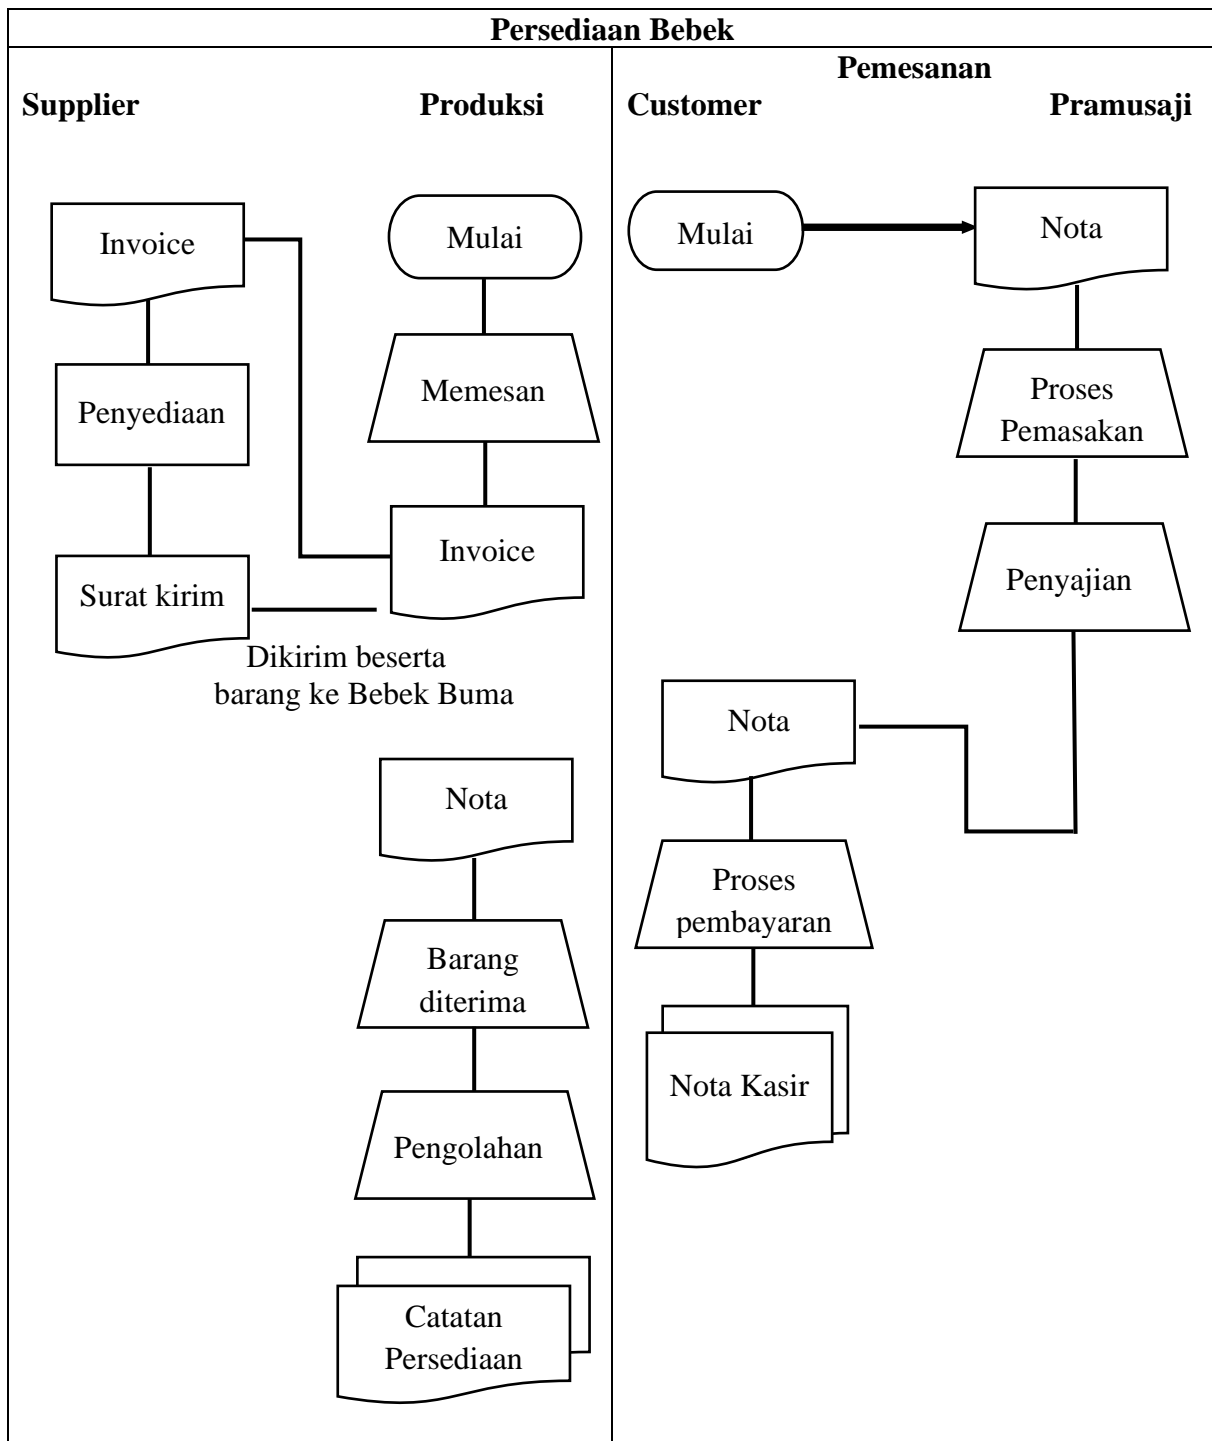 Persediaan Bebek
Pemesanan
Supplier
Produksi
Customer
Pramusaji
Invoice
Mulai
Mulai
Nota
Penyediaan
Memesan
Proses
Pemasakan
Surat kirim
Invoice
Penyajian
Dikirim beserta
barang ke Bebek Buma
Nota
Nota
Proses
pembayaran
Barang
diterima
Nota Kasir
Pengolahan
Catatan
Persediaan